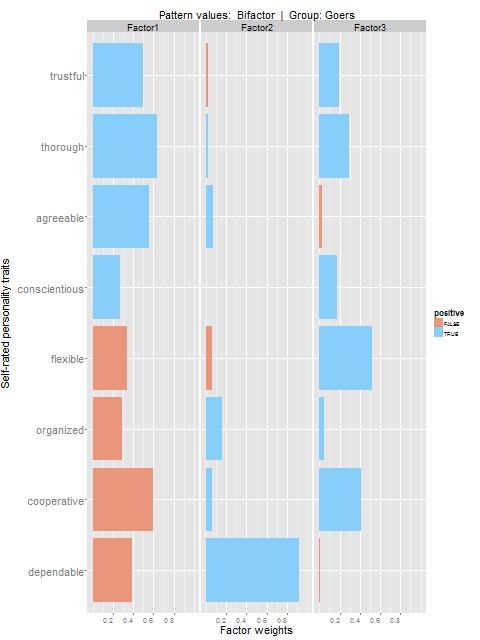 Pattern values: Bifactor | Group: Goers
Factor1 Factor2 Factor3
trustful
thorough
agreeable
conscientious
flexible
organized
cooperative
dependable
Self-rated personality traits
positive
FALSE
TRUE
0.2 0.4 0.6 0.8 0.2 0.4 0.6 0.8 0.2 0.4 0.6 0.8
Factor weights